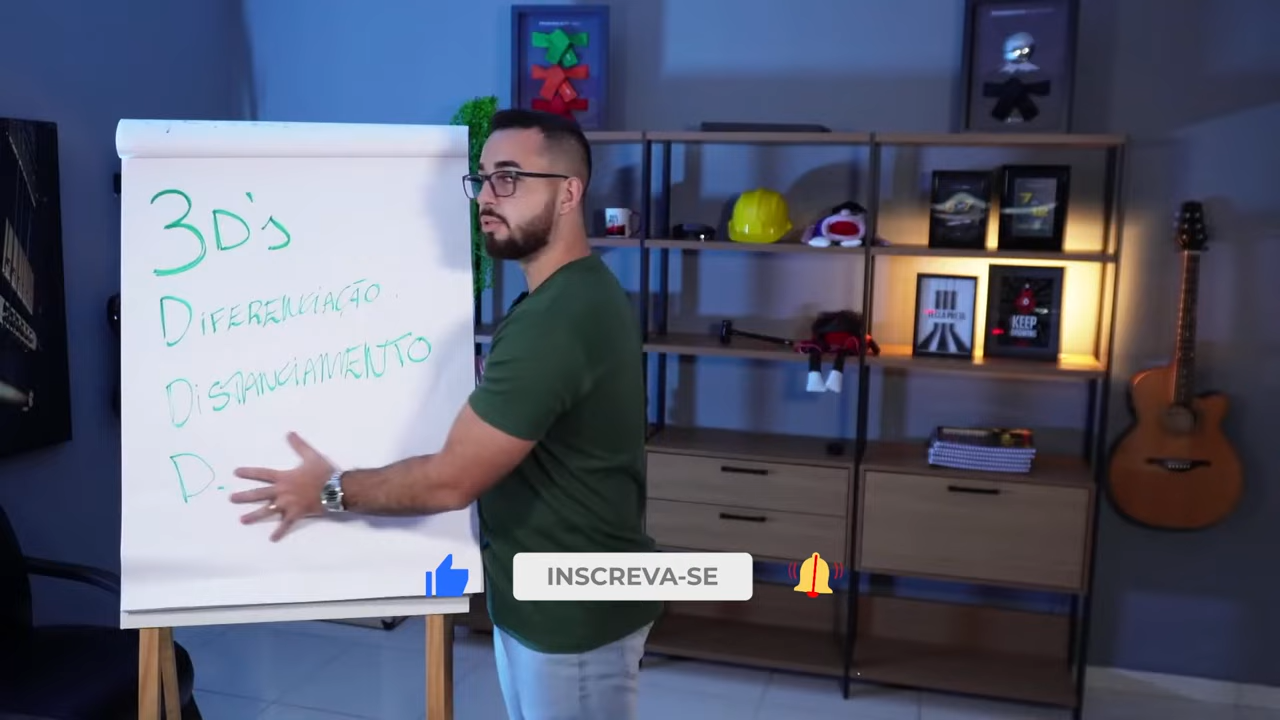 3D's
DIFERENCIAÇÃO.
DISTANCIAMENTO
D.
KEEP
INSCREVA-SE